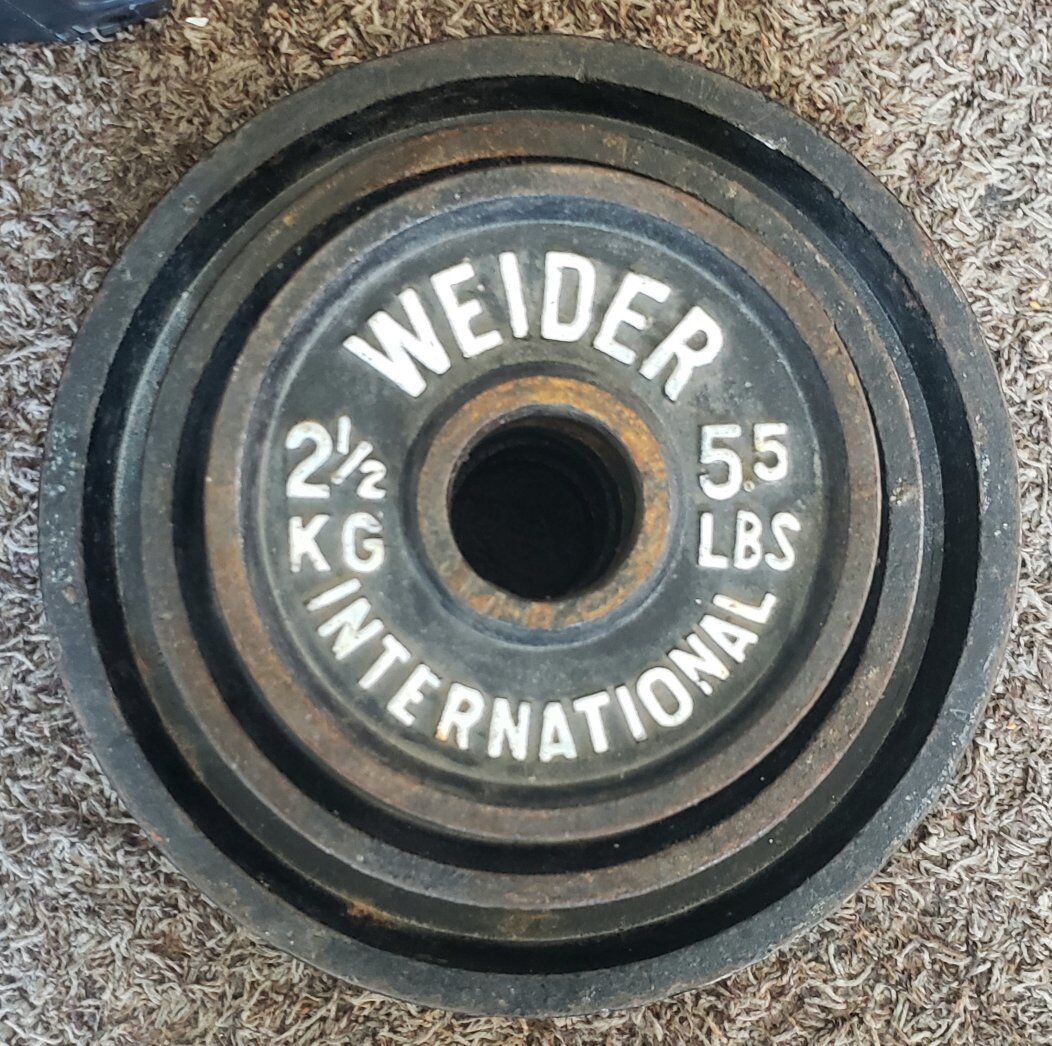 WEIDER
2½ 5.5
KG LBS
INTERNATIONAL